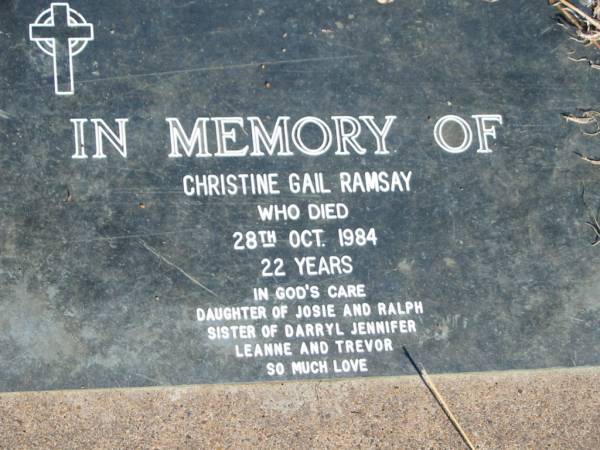 IN MEMORY OF
CHRISTINE GAIL RAMSAY
WHO DIED
28TH OCT. 1984
22 YEARS
IN GOD'S CARE
DAUGHTER OF JOSIE AND RALPH
SISTER OF DARRYL JENNIFER
LEANNE AND TREVOR
SO MUCH LOVE